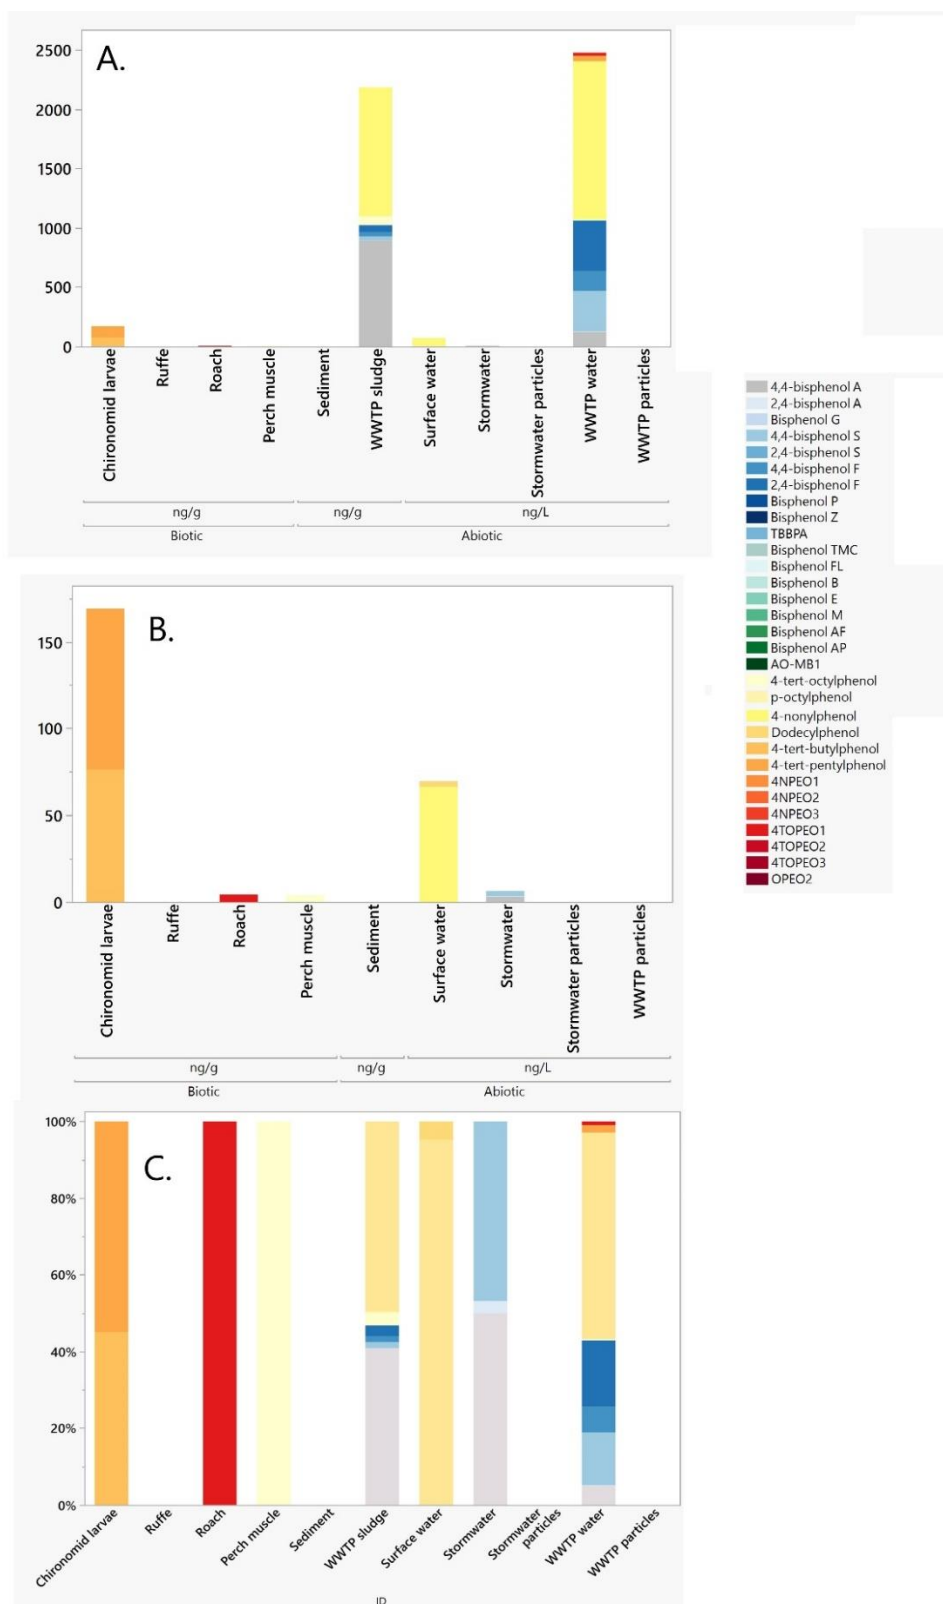 A.
2500
2000
1500
1000
500
0
Chironomid larvae
Ruffe
Roach
Perch muscle
Sediment
WWTP sludge
Surface water
Stormwater
Stormwater particles
WWTP water
WWTP particles
ng/g
ng/g
ng/L
Biotic
Abiotic
4,4-bisphenol A
2,4-bisphenol A
Bisphenol G
4,4-bisphenol S
2,4-bisphenol S
4,4-bisphenol F
2,4-bisphenol F
Bisphenol P
Bisphenol Z
TBBPA
Bisphenol TMC
Bisphenol FL
Bisphenol B
Bisphenol E
Bisphenol M
Bisphenol AF
Bisphenol AP
AO-MB1
4-tert-octylphenol
p-octylphenol
4-nonylphenol
Dodecylphenol
4-tert-butylphenol
4-tert-pentylphenol
4NPEO1
4NPEO2
4NPEO3
4TOPEO1
4TOPEO2
4TOPEO3
OPEO2
B.
150
100
50
0
Chironomid larvae
Ruffe
Roach
Perch muscle
Sediment
Surface water
Stormwater
Stormwater particles
WWTP particles
ng/g
ng/g
ng/L
Biotic
Abiotic
C.
100%
80%
60%
40%
20%
0%
Chironomid larvae
Ruffe
Roach
Perch muscle
Sediment
WWTP sludge
Surface water
Stormwater
Stormwater
particles
WWTP water
WWTP particles
ID